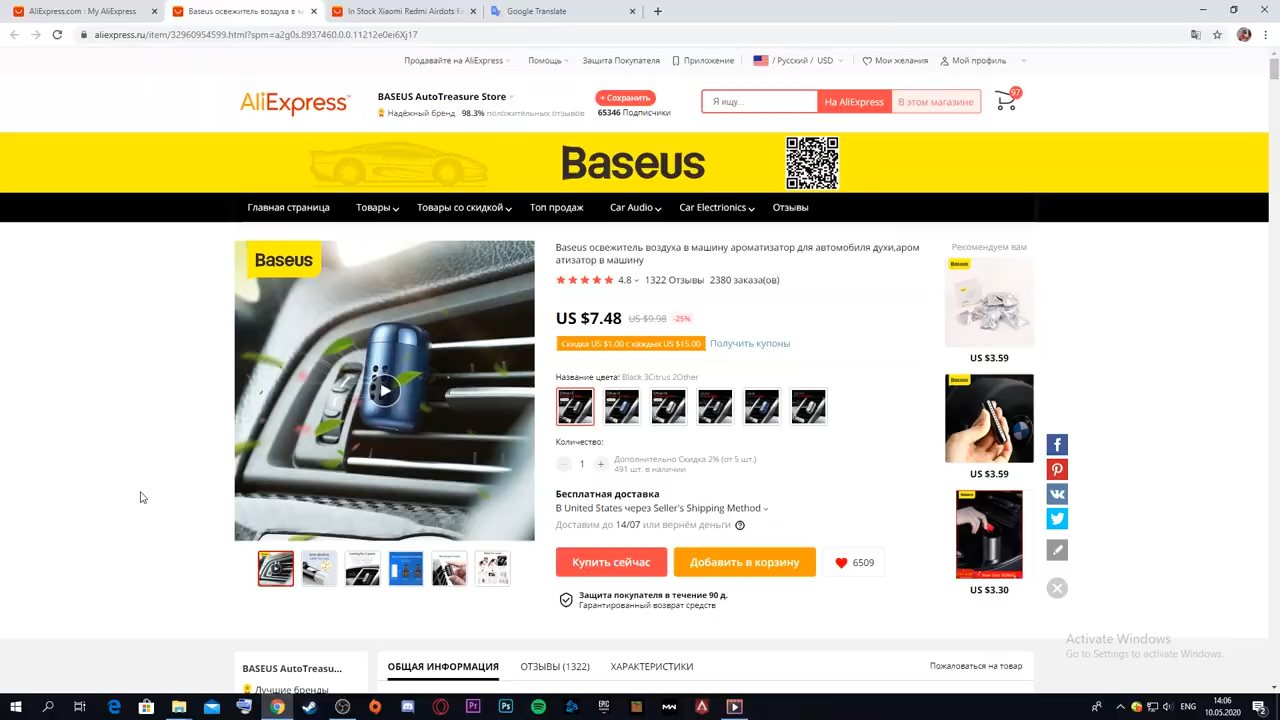 AliExpress.com | My AliExpress
Baseus освежитель воздуха в м
In Stock Xiaomi Redmi Airdots B
Google Translate
aliexpress.ru/item/32960954599.html?spm=a2g0s.8937460.0.0.11212e0ei6Xj17
Продавайте на AliExpress
Помощь
Защита Покупателя
Приложение
/ Русский / USD
Мои желания
Мой профиль
AliExpress
BASEUS AutoTreasure Store
Надёжный бренд 98.3% положительных отзывов
+ Сохранить
65346 Подписчики
Я ищу...
На AliExpress
В этом магазине
97
Baseus
Главная страница
Товары
Товары со скидкой
Топ продаж
Car Audio
Car Electrionics
Отзывы
Baseus
Baseus освежитель воздуха в машину ароматизатор для автомобиля духи,аром
атизатор в машину
4.8 1322 Отзывы 2380 заказа(ов)
US $7.48 US $9.98 -25%
Скидка US $1.00 с каждых US $15.00 Получить купоны
Название цвета: Black 3Citrus 2Other
Количество:
1
Дополнительно Скидка 2% (от 5 шт.)
491 шт. в наличии
Бесплатная доставка
В United States через Seller's Shipping Method
Доставим до 14/07 или вернём деньги
Купить сейчас
Добавить в корзину
6509
Защита покупателя в течение 90 д.
Гарантированный возврат средств
Рекомендуем вам
Baseus
US $3.59
Baseus
US $3.59
Baseus
US $3.30
Activate Windows
Go to Settings to activate Windows.
BASEUS AutoTreasu...
Лучшие бренды
ОБЩАЯ ИНФОРМАЦИЯ
ОТЗЫВЫ (1322)
ХАРАКТЕРИСТИКИ
Пожаловаться на товар
14:06
10.05.2020